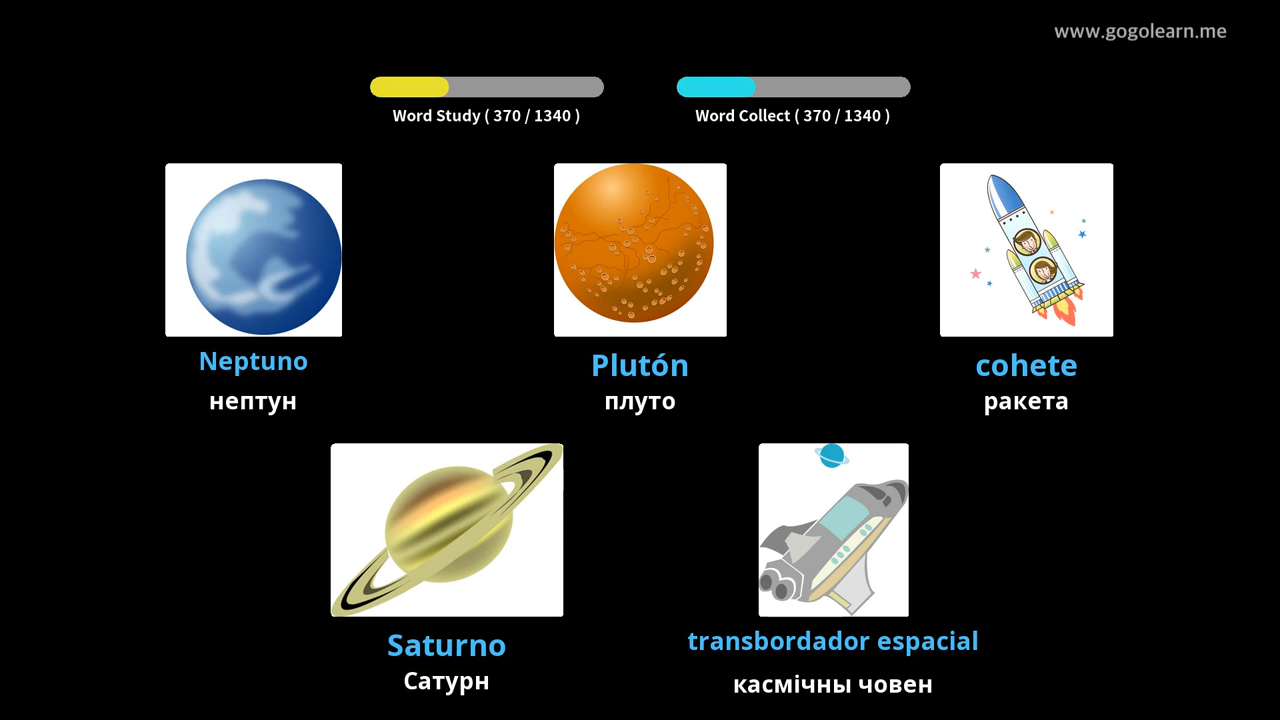 www.gogolearn.me
Word Study ( 370 / 1340 )
Word Collect ( 370 / 1340 )
Neptuno
нептун
Plutón
плуто
cohete
ракета
Saturno
Сатурн
transbordador espacial
касмічны човен